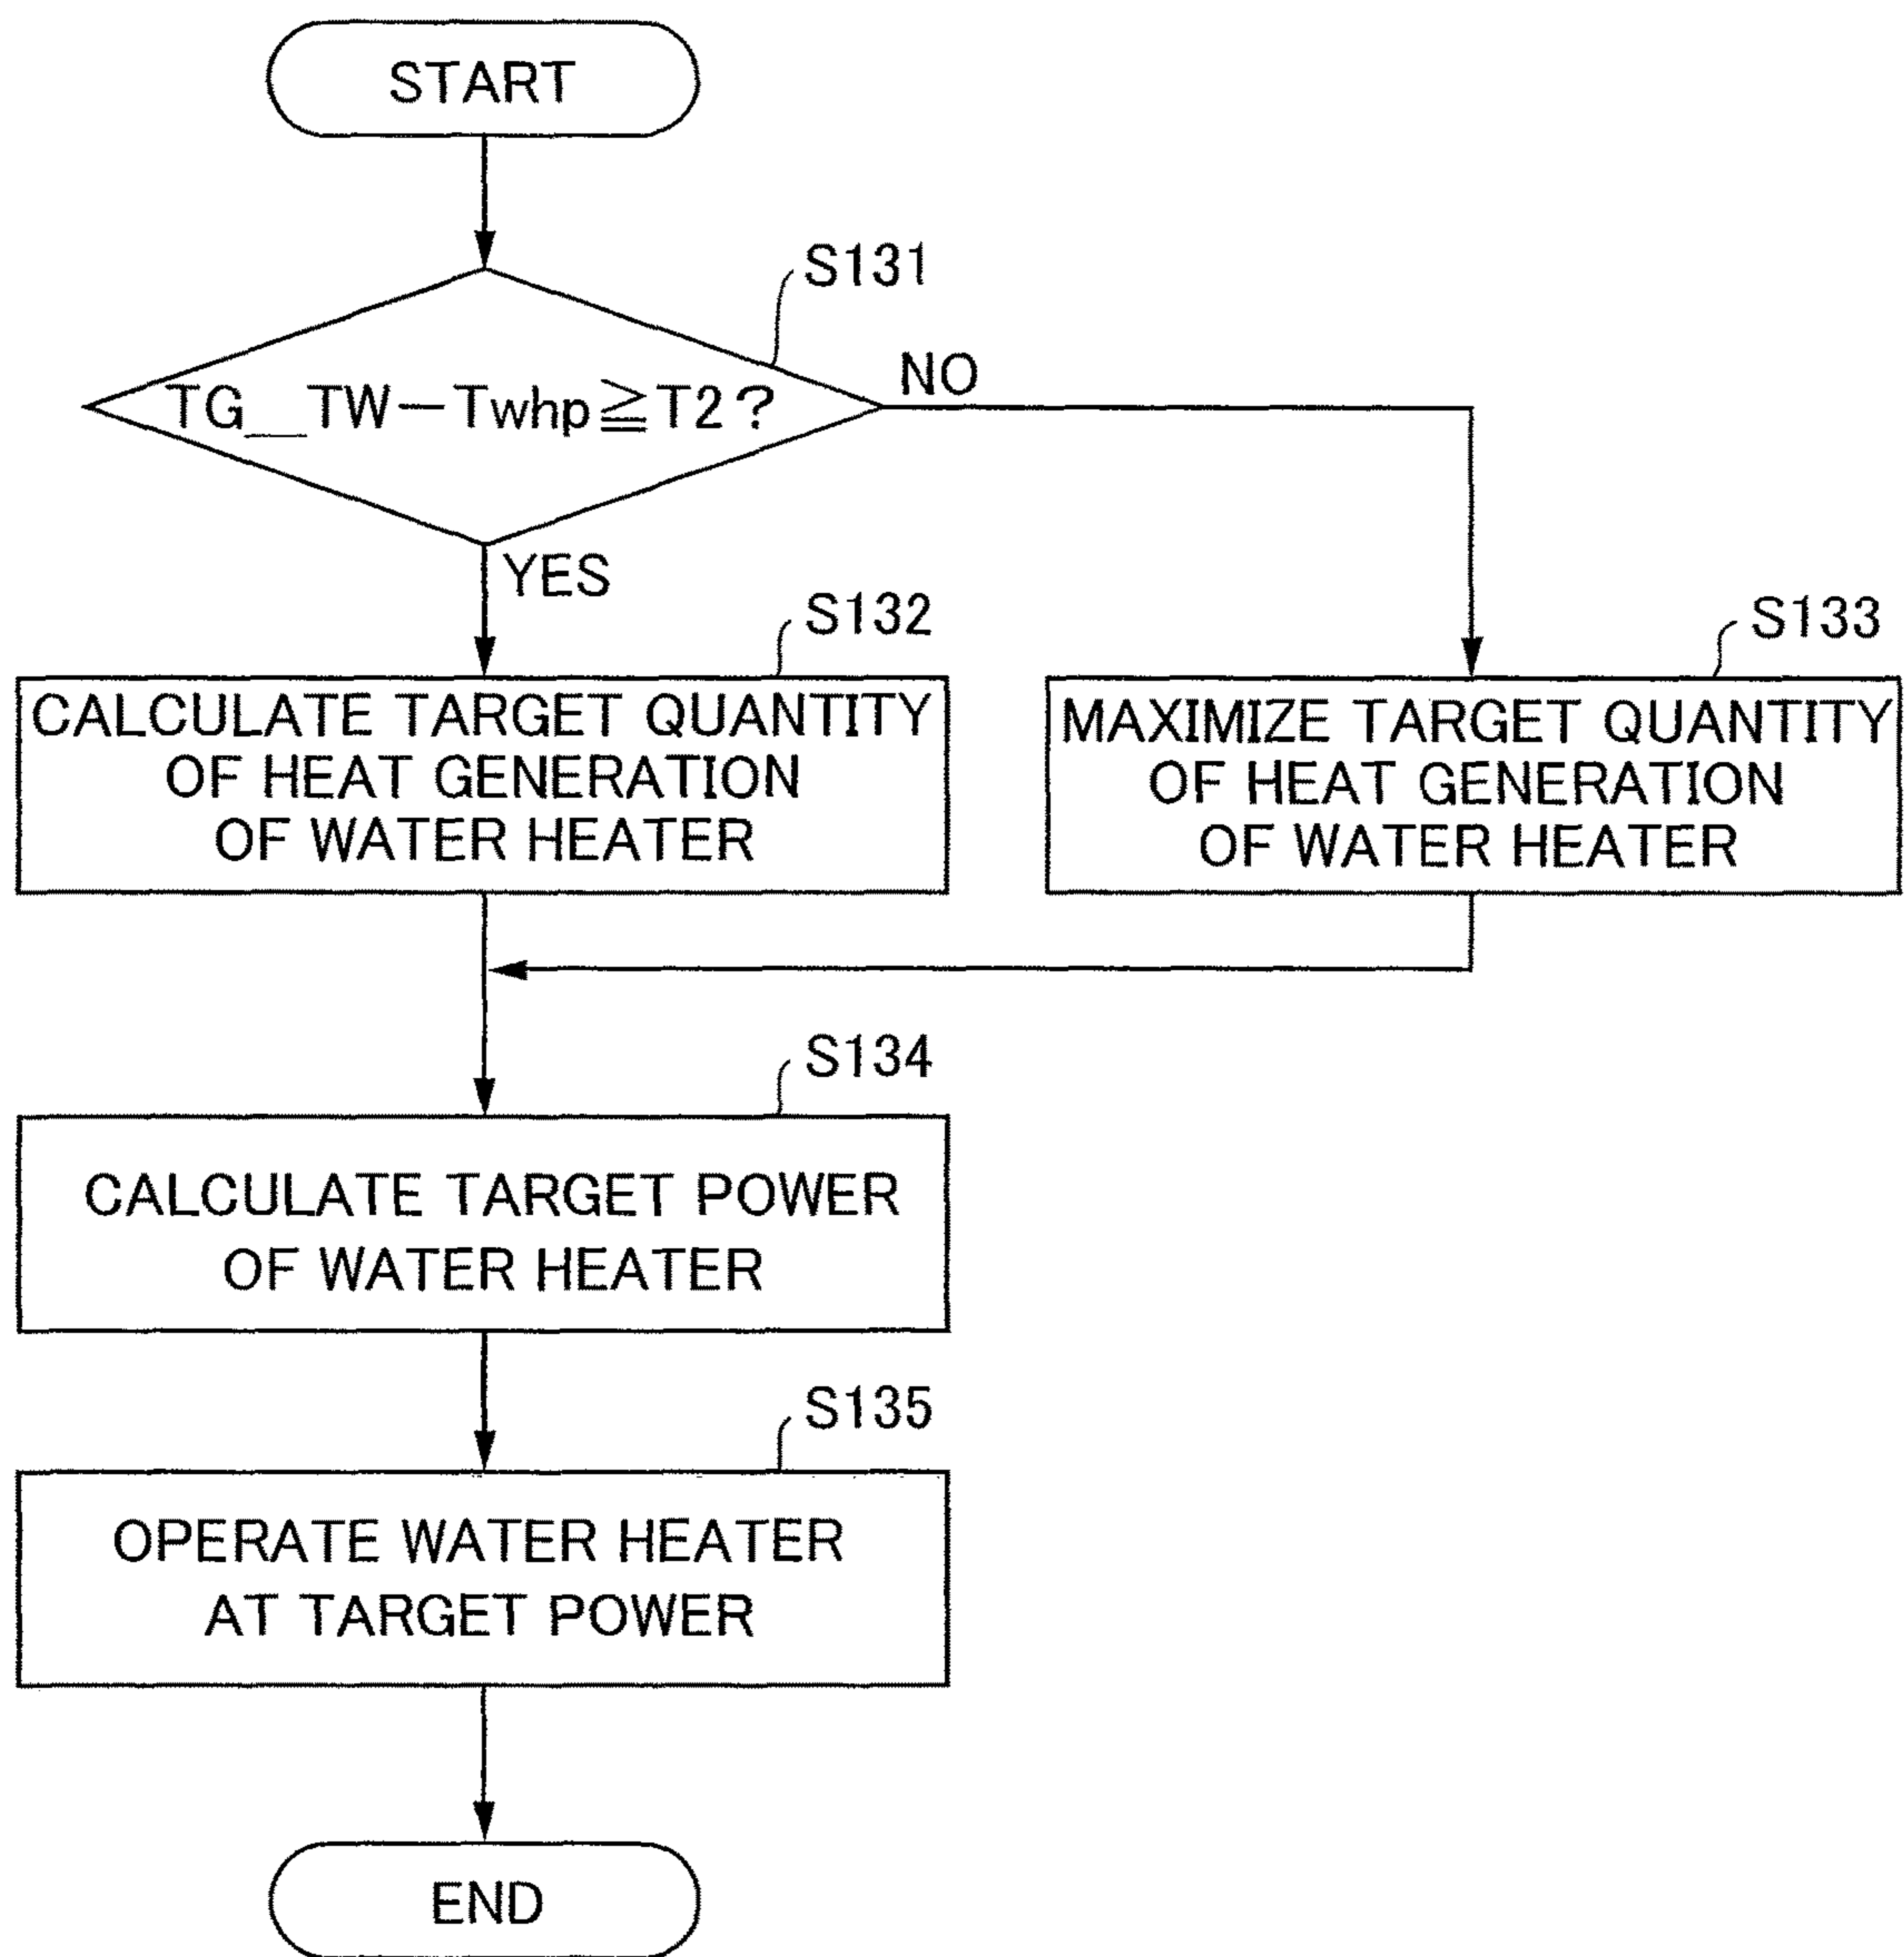 START
S131
TG__TW-Twhp≧T2?
NO
YES
S132
S133
CALCULATE TARGET QUANTITY
OF HEAT GENERATION
OF WATER HEATER
MAXIMIZE TARGET QUANTITY
OF HEAT GENERATION
OF WATER HEATER
S134
CALCULATE TARGET POWER
OF WATER HEATER
S135
OPERATE WATER HEATER
AT TARGET POWER
END